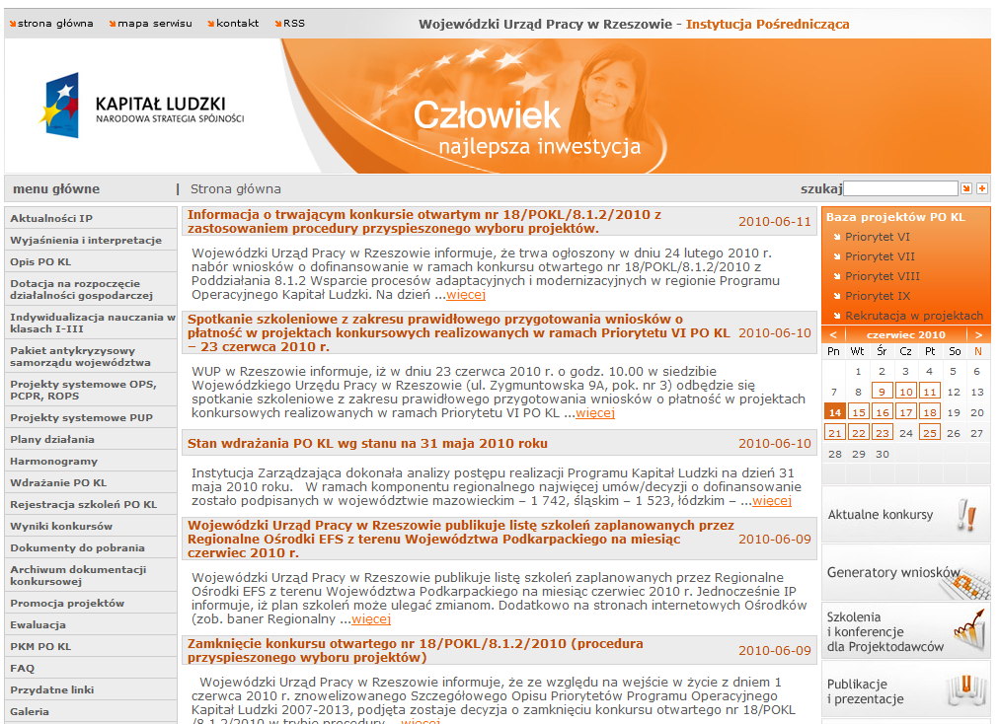 strona główna mapa serwisu kontakt RSS
Wojewódzki Urząd Pracy w Rzeszowie - Instytucja Pośrednicząca
KAPITAŁ LUDZKI
NARODOWA STRATEGIA SPÓJNOŚCI
Człowiek
najlepsza inwestycja
menu główne | Strona główna
szukaj
Aktualności IP
Wyjaśnienia i interpretacje
Opis PO KL
Dotacja na rozpoczęcie
działalności gospodarczej
Indywidualizacja nauczania w
klasach I-III
Pakiet antykryzysowy
samorządu województwa
Projekty systemowe OPS,
PCPR, ROPS
Projekty systemowe PUP
Plany działania
Harmonogramy
Wdrażanie PO KL
Rejestracja szkoleń PO KL
Wyniki konkursów
Dokumenty do pobrania
Archiwum dokumentacji
konkursowej
Promocja projektów
Ewaluacja
PKM PO KL
FAQ
Przydatne linki
Galeria
Informacja o trwającym konkursie otwartym nr 18/POKL/8.1.2/2010 z
zastosowaniem procedury przyspieszonego wyboru projektów.
2010-06-11
Wojewódzki Urząd Pracy w Rzeszowie informuje, że trwa ogłoszony w dniu 24 lutego 2010 r.
nabór wniosków o dofinansowanie w ramach konkursu otwartego nr 18/POKL/8.1.2/2010 z
Poddziałania 8.1.2 Wsparcie procesów adaptacyjnych i modernizacyjnych w regionie Programu
Operacyjnego Kapitał Ludzki. Na dzień ...więcej
Spotkanie szkoleniowe z zakresu prawidłowego przygotowania wniosków o
płatność w projektach konkursowych realizowanych w ramach Priorytetu VI PO KL
– 23 czerwca 2010 r.
2010-06-10
WUP w Rzeszowie informuje, iż w dniu 23 czerwca 2010 r. o godz. 10.00 w siedzibie
Wojewódzkiego Urzędu Pracy w Rzeszowie (ul. Zygmuntowska 9A, pok. nr 3) odbędzie się
spotkanie szkoleniowe z zakresu prawidłowego przygotowania wniosków o płatność w projektach
konkursowych realizowanych w ramach Priorytetu VI PO KL ...więcej
Stan wdrażania PO KL wg stanu na 31 maja 2010 roku
2010-06-10
Instytucja Zarządzająca dokonała analizy postępu realizacji Programu Kapitał Ludzki na dzień 31
maja 2010 roku. W ramach komponentu regionalnego najwięcej umów/decyzji o dofinansowanie
zostało podpisanych w województwie mazowieckim – 1 742, śląskim – 1 523, łódzkim – ...więcej
Wojewódzki Urząd Pracy w Rzeszowie publikuje listę szkoleń zaplanowanych przez
Regionalne Ośrodki EFS z terenu Województwa Podkarpackiego na miesiąc
czerwiec 2010 r.
2010-06-09
Wojewódzki Urząd Pracy w Rzeszowie publikuje listę szkoleń zaplanowanych przez Regionalne
Ośrodki EFS z terenu Województwa Podkarpackiego na miesiąc czerwiec 2010 r. Jednocześnie IP
informuje, iż plan szkoleń może ulegać zmianom. Dodatkowo na stronach internetowych Ośrodków
(zob. baner Regionalny ...więcej
Zamknięcie konkursu otwartego nr 18/POKL/8.1.2/2010 (procedura
przyspieszonego wyboru projektów)
2010-06-09
Wojewódzki Urząd Pracy w Rzeszowie informuje, że ze względu na wejście w życie z dniem 1
czerwca 2010 r. znowelizowanego Szczegółowego Opisu Priorytetów Programu Operacyjnego
Kapitał Ludzki 2007-2013, podjęta zostaje decyzja o zamknięciu konkursu otwartego nr 18/POKL
/8.1.2/2010 w trybie procedury ...więcej
Baza projektów PO KL
Priorytet VI
Priorytet VII
Priorytet VIII
Priorytet IX
Rekrutacja w projektach
< czerwiec 2010 >
Pn Wt Śr Cz Pt So N
1 2 3 4 5 6
7 8 9 10 11 12 13
14 15 16 17 18 19 20
21 22 23 24 25 26 27
28 29 30
Aktualne konkursy
Generatory wniosków
Szkolenia
i konferencje
dla Projektodawców
Publikacje
i prezentacje